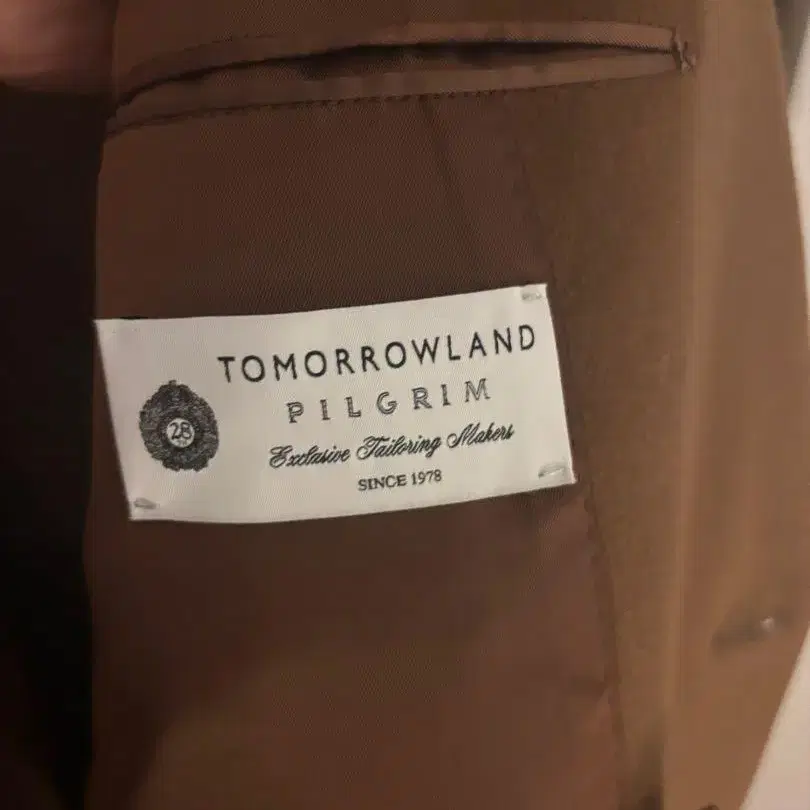 TOMORROWLAND
PILGRIM
28
Exclusive Tailoring Makers
SINCE 1978